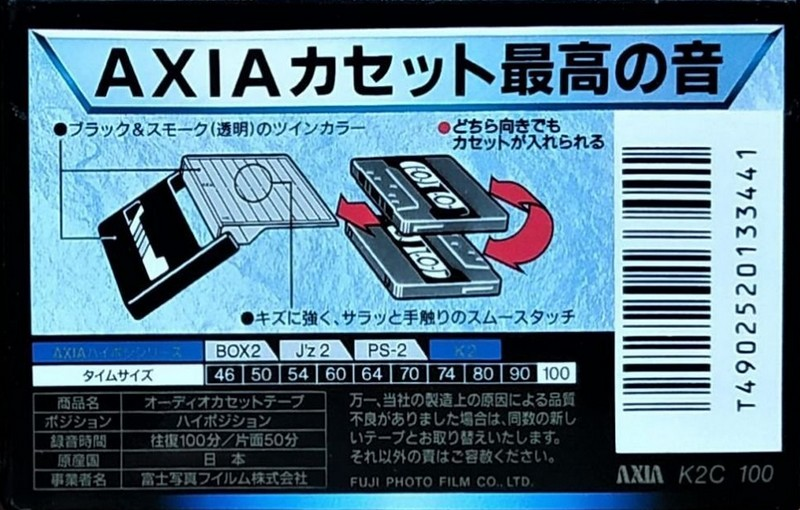 AXIAカセット最高の音
●ブラック&スモーク(透明)のツインカラー
●どちら向きでも
カセットが入れられる
●キズに強く、サラッと手触りのスムースタッチ
T4902520133441
AXIAハイポジシリーズ BOX2 J'z 2 PS-2 K2
タイムサイズ 46 50 54 60 64 70 74 80 90 100
商品名 オーディオカセットテープ
ポジション ハイポジション
録音時間 往復100分/片面50分
原産国 日本
事業者名 富士写真フイルム株式会社
万一、当社の製造上の原因による品質
不良がありました場合は、同数の新し
いテープとお取り替えいたします。
それ以外の責はご容赦ください。
FUJI PHOTO FILM CO., LTD.
AXIA K2C 100